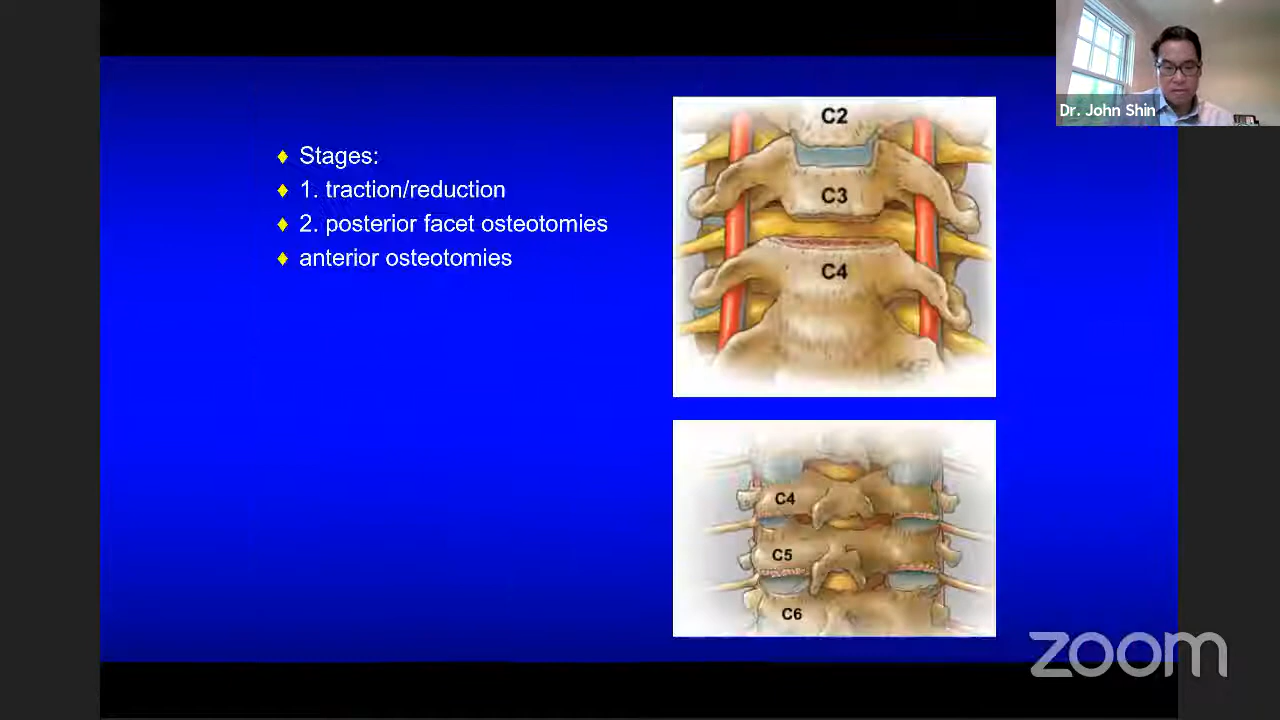 Stages:
1. traction/reduction
2. posterior facet osteotomies
anterior osteotomies
C2
C3
C4
C4
C5
C6
Dr. John Shin
zoom